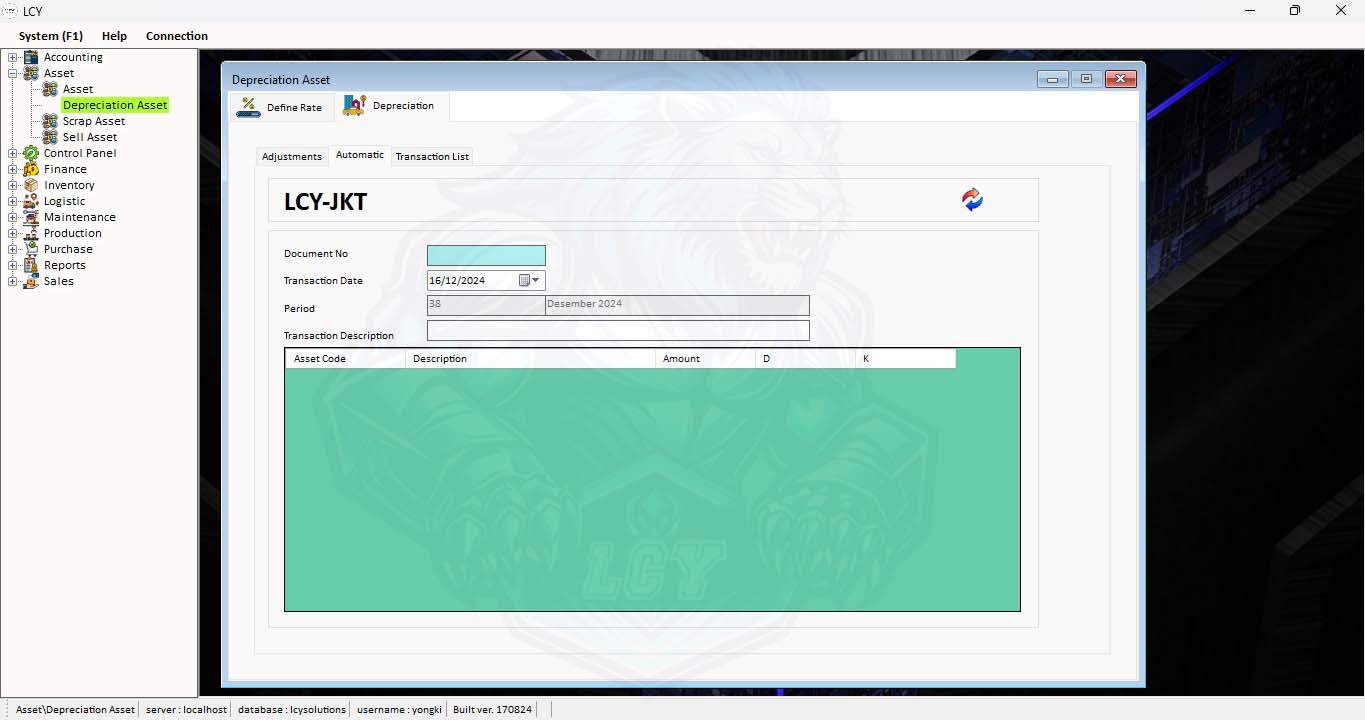 LCY
System (F1) Help Connection
Accounting
Asset
Asset
Depreciation Asset
Scrap Asset
Sell Asset
Control Panel
Finance
Inventory
Logistic
Maintenance
Production
Purchase
Reports
Sales
Depreciation Asset
Define Rate Depreciation
Adjustments Automatic Transaction List
LCY-JKT
Document No
Transaction Date 16/12/2024
Period 38 Desember 2024
Transaction Description
Asset Code Description Amount D K
LCY
Asset\Depreciation Asset server : localhost database : lcysolutions username : yongki Built ver. 170824